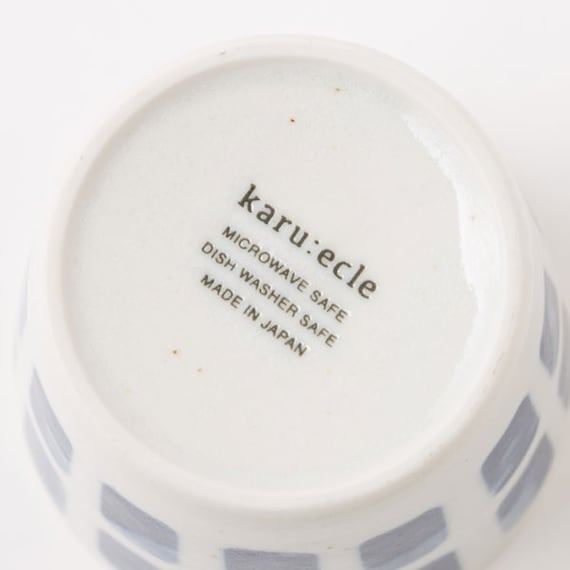 karu:ecle
MICROWAVE SAFE
DISH WASHER SAFE
MADE IN JAPAN